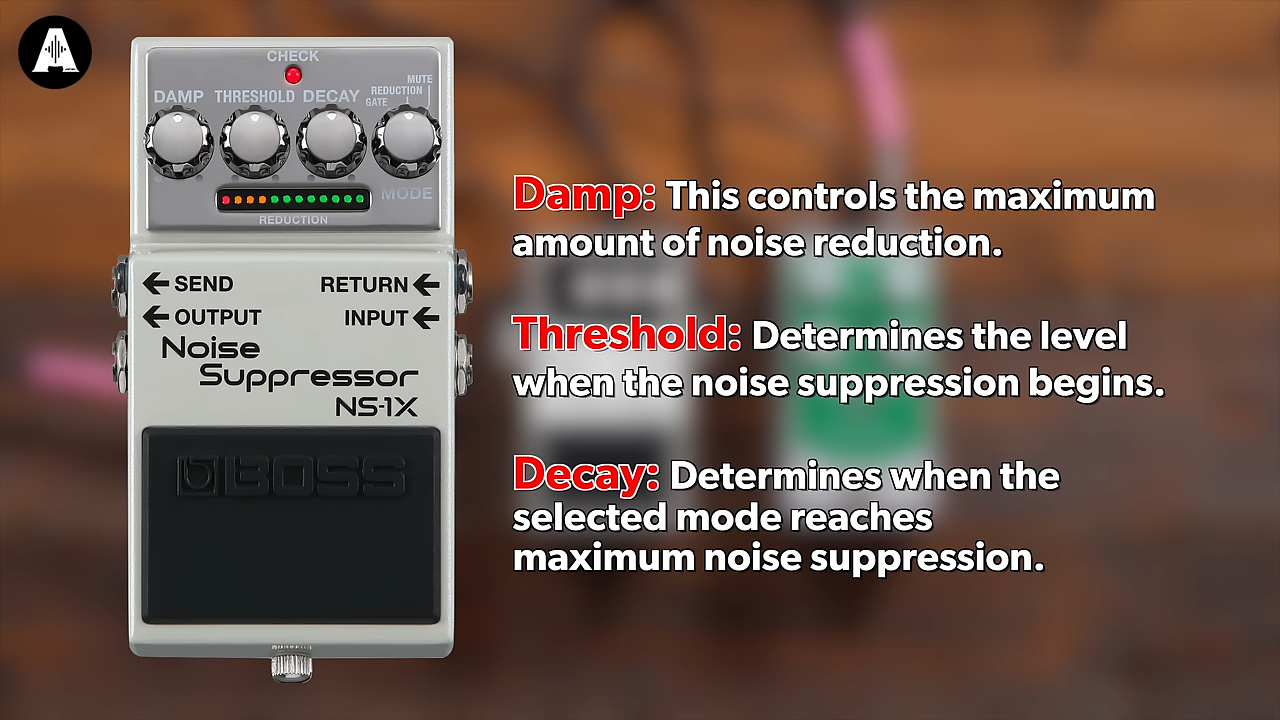 A
CHECK
DAMP THRESHOLD DECAY
MUTE
REDUCTION
GATE
MODE
REDUCTION
SEND RETURN
OUTPUT INPUT
Noise
Suppressor
NS-1X
BOSS
Damp: This controls the maximum
amount of noise reduction.
Threshold: Determines the level
when the noise suppression begins.
Decay: Determines when the
selected mode reaches
maximum noise suppression.